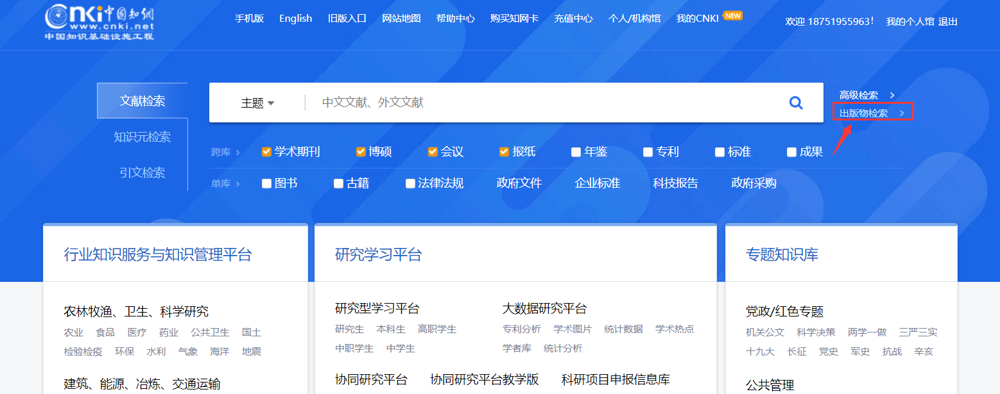 cnki 中国知网
www.cnki.net
中国知识基础设施工程
手机版 English 旧版入口 网站地图 帮助中心 购买知网卡 充值中心 个人/机构馆 我的CNKI NEW
欢迎 18751955963! 我的个人馆 退出
文献检索
知识元检索
引文检索
主题 中文文献、外文文献
高级检索 >
出版物检索 >
跨库 > 学术期刊 博硕 会议 报纸 年鉴 专利 标准 成果
单库 > 图书 古籍 法律法规 政府文件 企业标准 科技报告 政府采购
行业知识服务与知识管理平台
农林牧渔、卫生、科学研究
农业 食品 医疗 药业 公共卫生 国土
检验检疫 环保 水利 气象 海洋 地震
建筑、能源、冶炼、交通运输
研究学习平台
研究型学习平台
研究生 本科生 高职学生
中职学生 中学生
大数据研究平台
专利分析 学术图片 统计数据 学术热点
学者库 统计分析
协同研究平台 协同研究平台教学版 科研项目申报信息库
专题知识库
党政/红色专题
机关公文 科学决策 两学一做 三严三实
十九大 长征 党史 军史 抗战 辛亥
公共管理